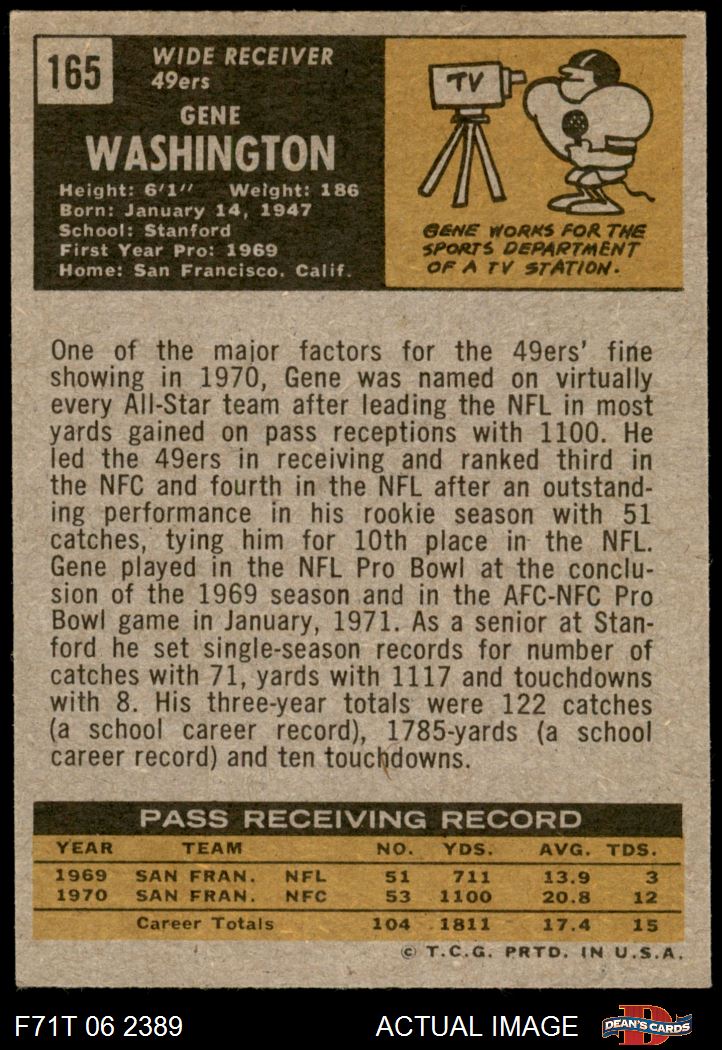 165
WIDE RECEIVER
49ers
GENE
WASHINGTON
Height: 6'1" Weight: 186
Born: January 14, 1947
School: Stanford
First Year Pro: 1969
Home: San Francisco, Calif.
TV
GENE WORKS FOR THE
SPORTS DEPARTMENT
OF A TV STATION.
One of the major factors for the 49ers' fine
showing in 1970, Gene was named on virtually
every All-Star team after leading the NFL in most
yards gained on pass receptions with 1100. He
led the 49ers in receiving and ranked third in
the NFC and fourth in the NFL after an outstand-
ing performance in his rookie season with 51
catches, tying him for 10th place in the NFL.
Gene played in the NFL Pro Bowl at the conclu-
sion of the 1969 season and in the AFC-NFC Pro
Bowl game in January, 1971. As a senior at Stan-
ford he set single-season records for number of
catches with 71, yards with 1117 and touchdowns
with 8. His three-year totals were 122 catches
(a school career record), 1785-yards (a school
career record) and ten touchdowns.
PASS RECEIVING RECORD
YEAR TEAM NO. YDS. AVG. TDS.
1969 SAN FRAN. NFL 51 711 13.9 3
1970 SAN FRAN. NFC 53 1100 20.8 12
Career Totals 104 1811 17.4 15
© T.C.G. PRTD. IN U.S.A.
F71T 06 2389 ACTUAL IMAGE D DEAN'S CARDS